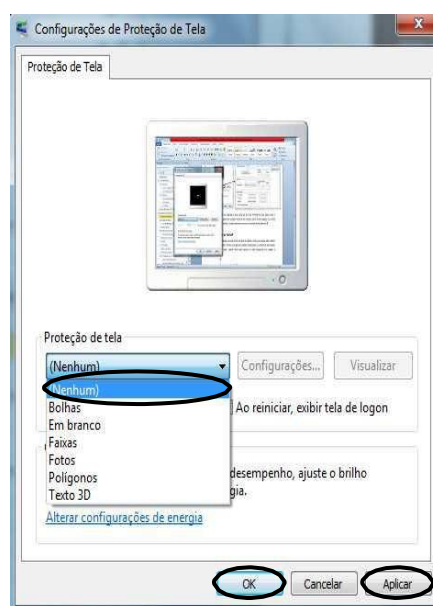 Configurações de Proteção de Tela
Proteção de Tela
Proteção de tela
(Nenhum) Configurações... Visualizar
(Nenhum)
Bolhas Ao reiniciar, exibir tela de logon
Em branco
Faixas
Fotos
Polígonos desempenho, ajuste o brilho
Texto 3D gia.
Alterar configurações de energia
OK Cancelar Aplicar